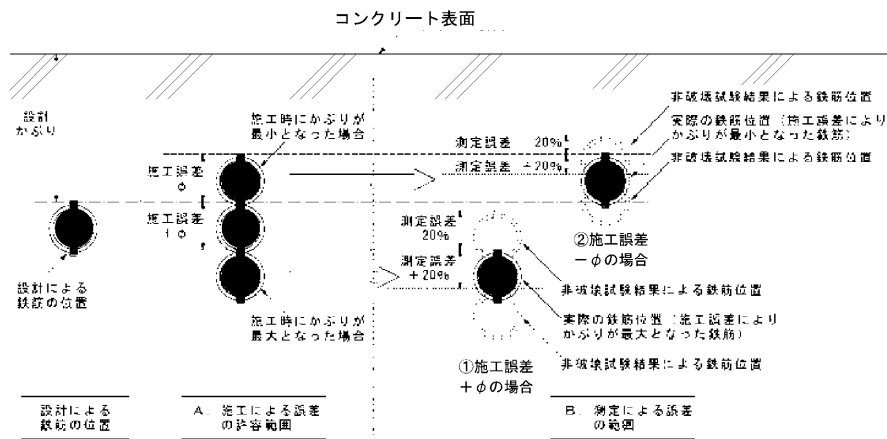 コンクリート表面
設計
かぶり
施工時にかぶりが
最小となった場合
施工誤差
φ
施工誤差
+φ
設計による
鉄筋の位置
施工時にかぶりが
最大となった場合
測定誤差 20%
測定誤差 +20%
非破壊試験結果による鉄筋位置
実際の鉄筋位置(施工誤差により
かぶりが最小となった鉄筋)
非破壊試験結果による鉄筋位置
②施工誤差
−φの場合
測定誤差
20%
測定誤差
+20%
非破壊試験結果による鉄筋位置
実際の鉄筋位置(施工誤差により
かぶりが最大となった鉄筋)
非破壊試験結果による鉄筋位置
①施工誤差
+φの場合
設計による
鉄筋の位置
A. 施工による誤差
の許容範囲
B. 測定による誤差
の範囲